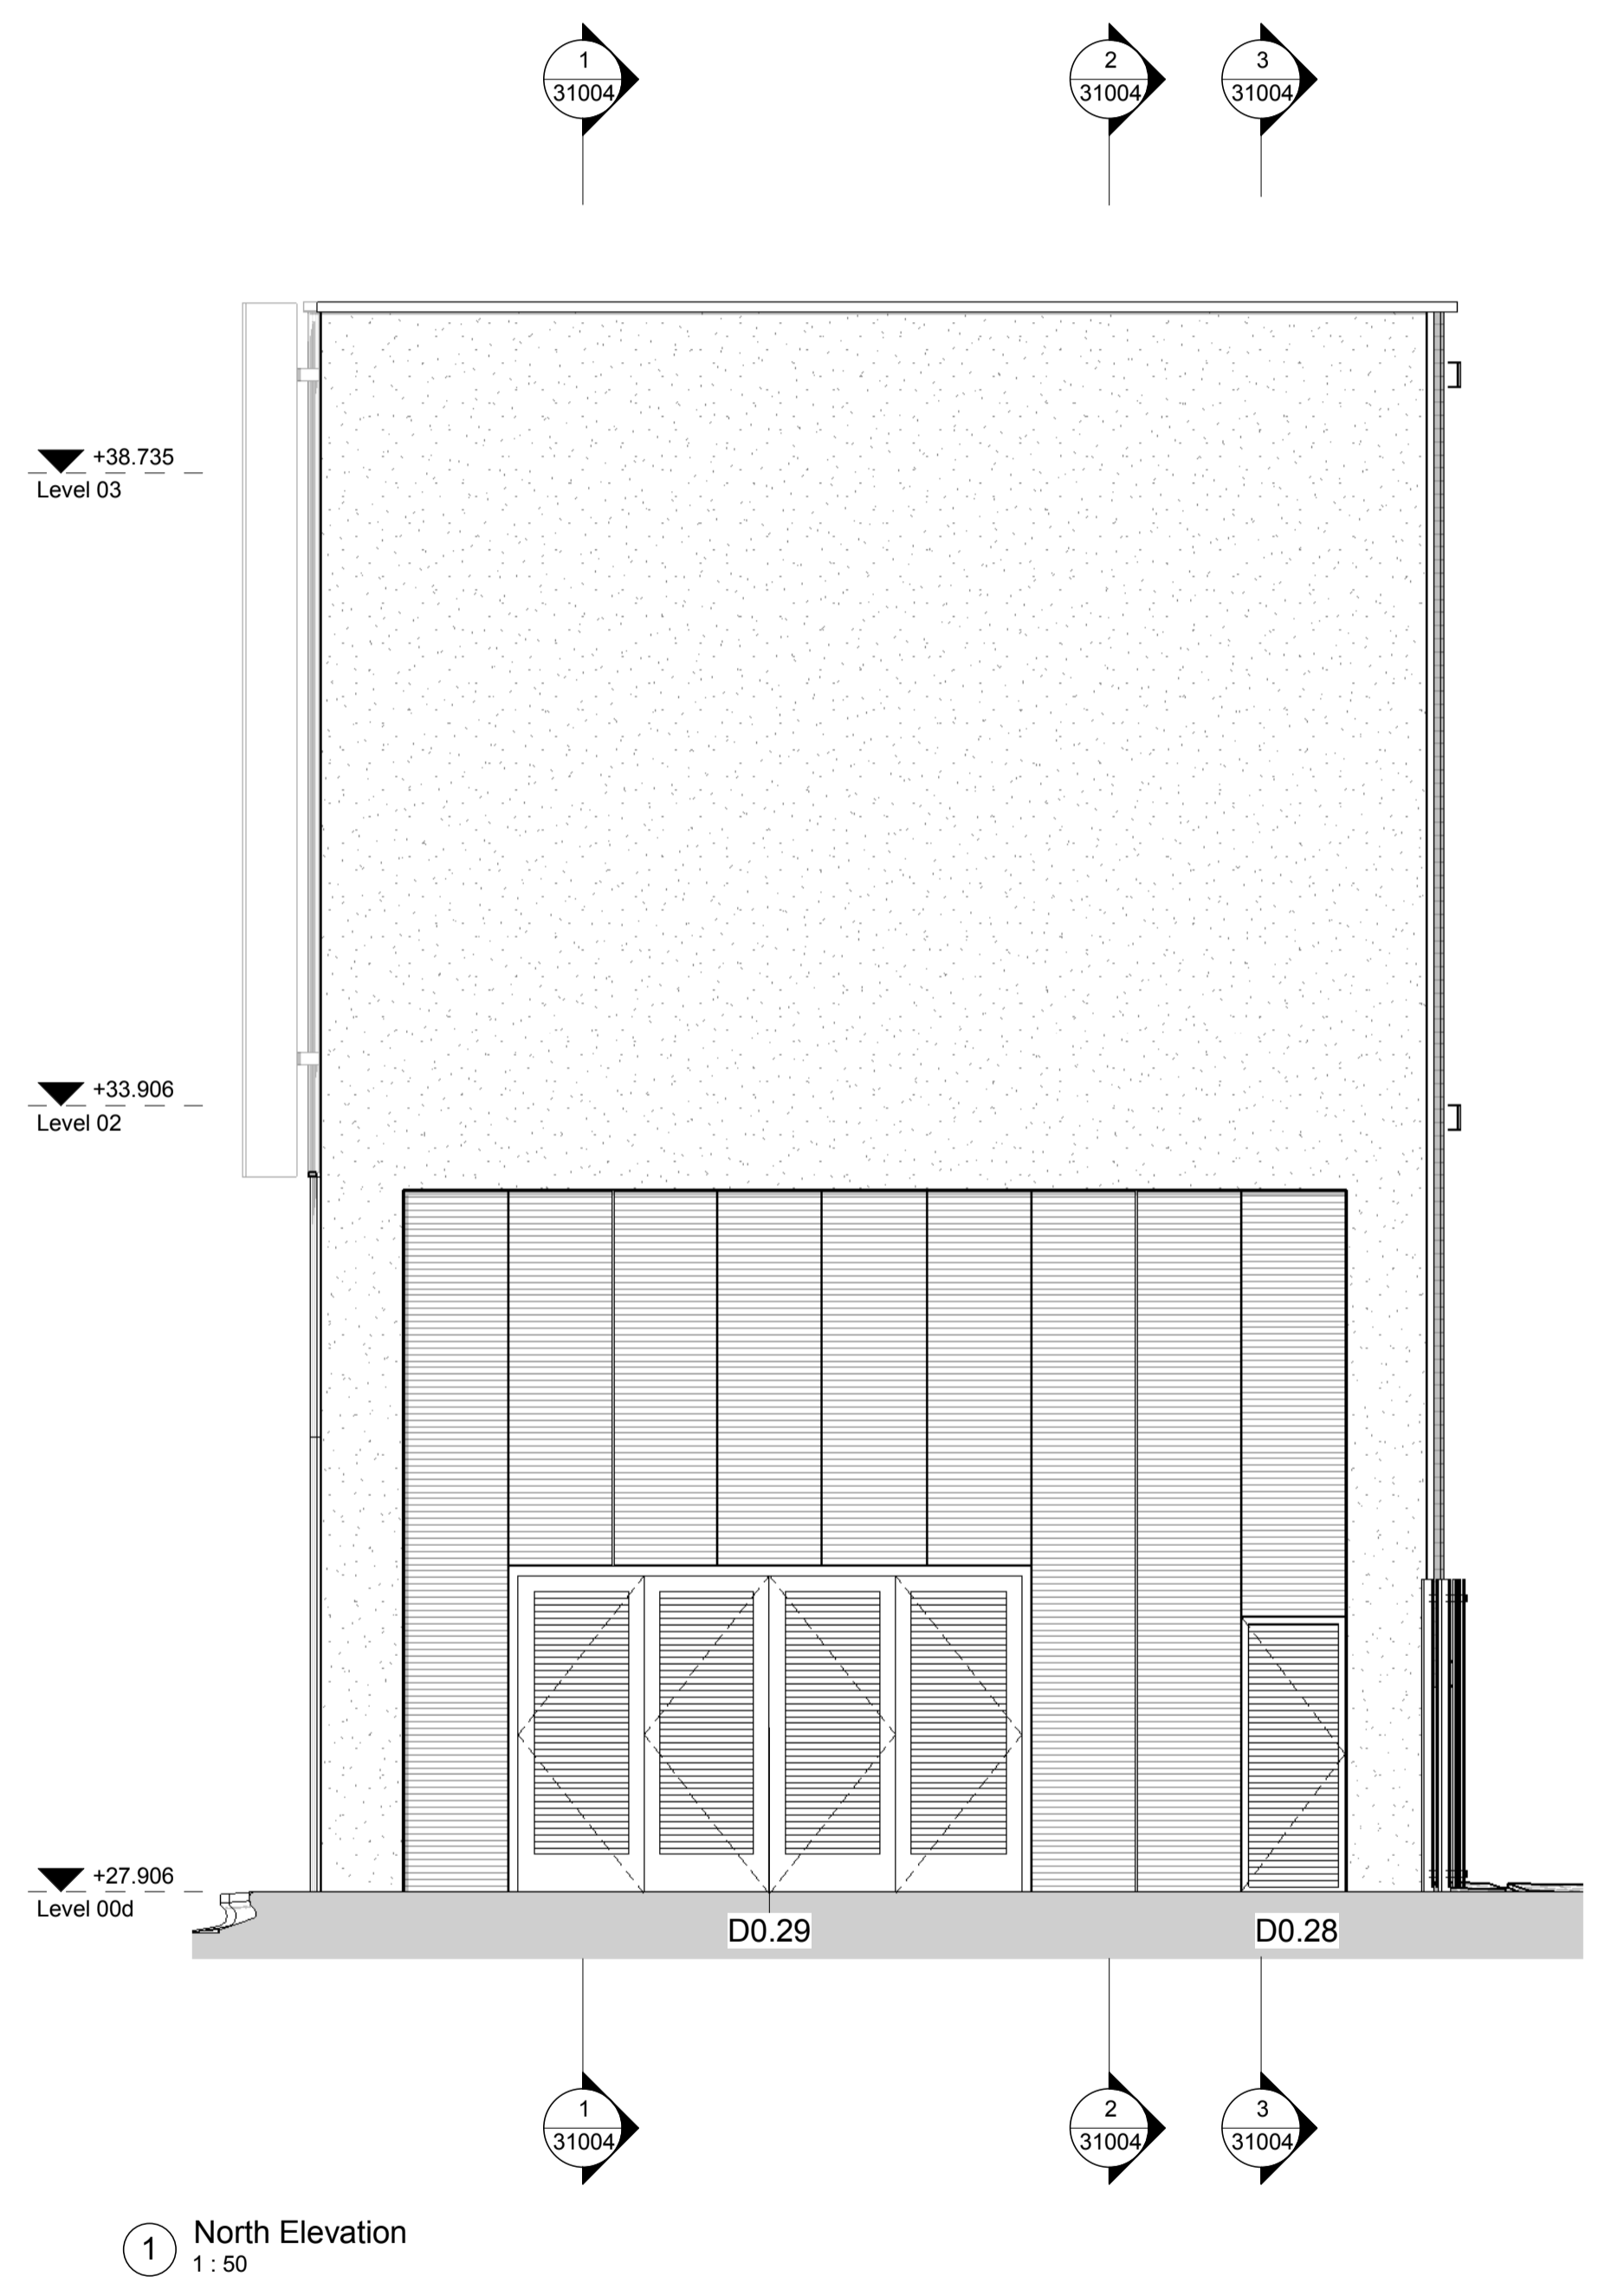 1
31004
2
31004
3
31004
+38.735
Level 03
+33.906
Level 02
+27.906
Level 00d
D0.29
D0.28
1
31004
2
31004
3
31004
1
North Elevation
1 : 50